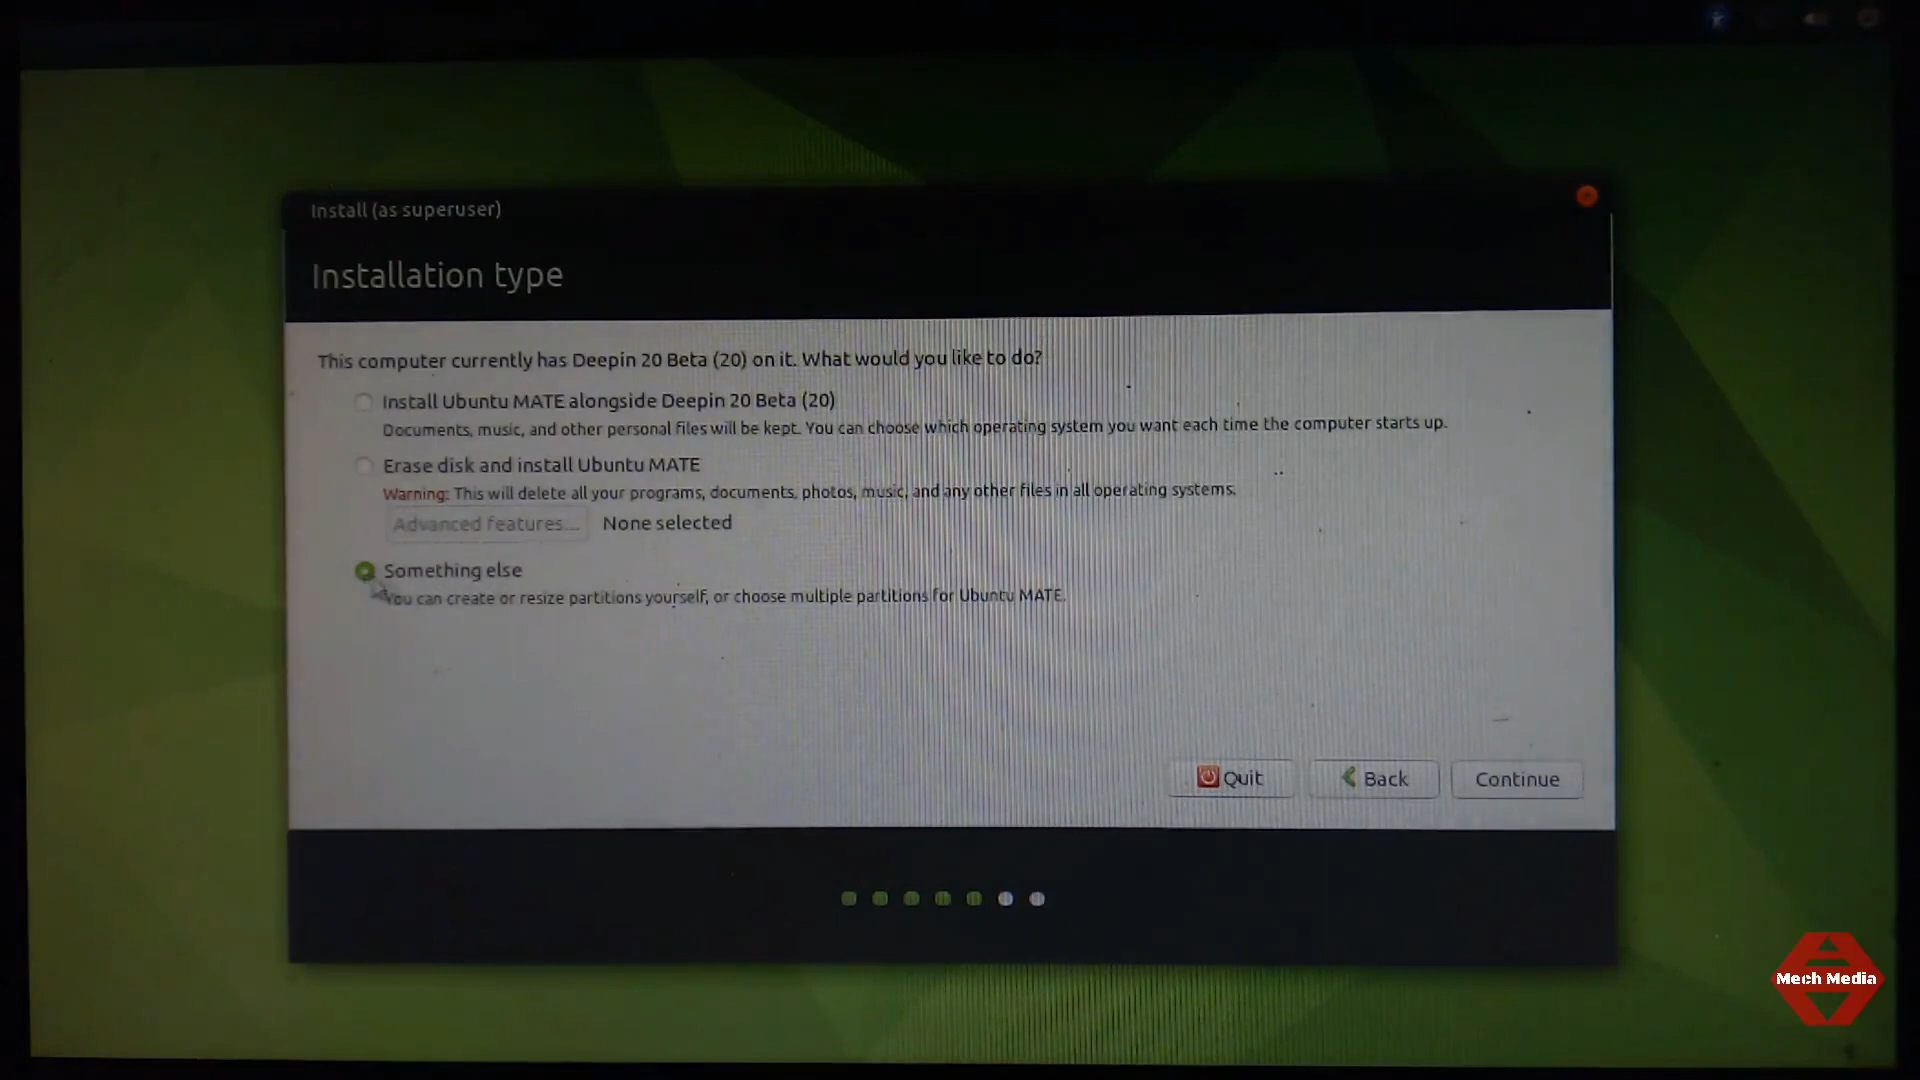 Install (as superuser)
Installation type
This computer currently has Deepin 20 Beta (20) on it. What would you like to do?
Install Ubuntu MATE alongside Deepin 20 Beta (20)
Documents, music, and other personal files will be kept. You can choose which operating system you want each time the computer starts up.
Erase disk and install Ubuntu MATE
Warning: This will delete all your programs, documents, photos, music, and any other files in all operating systems.
Advanced features... None selected
Something else
You can create or resize partitions yourself, or choose multiple partitions for Ubuntu MATE.
Quit Back Continue
Mech Media